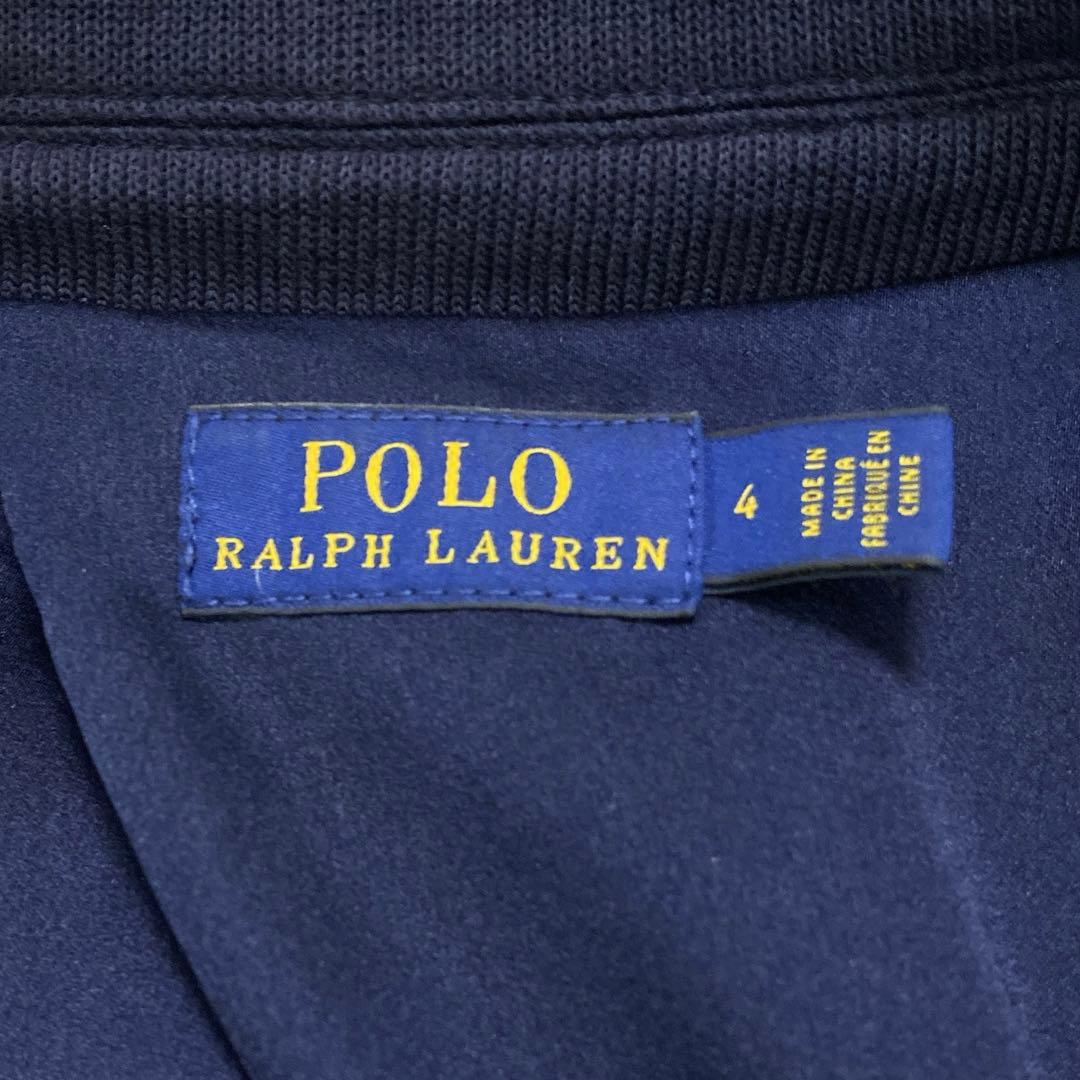 POLO
RALPH LAUREN
4
MADE IN
CHINA
FABRIQUÉ EN
CHINE